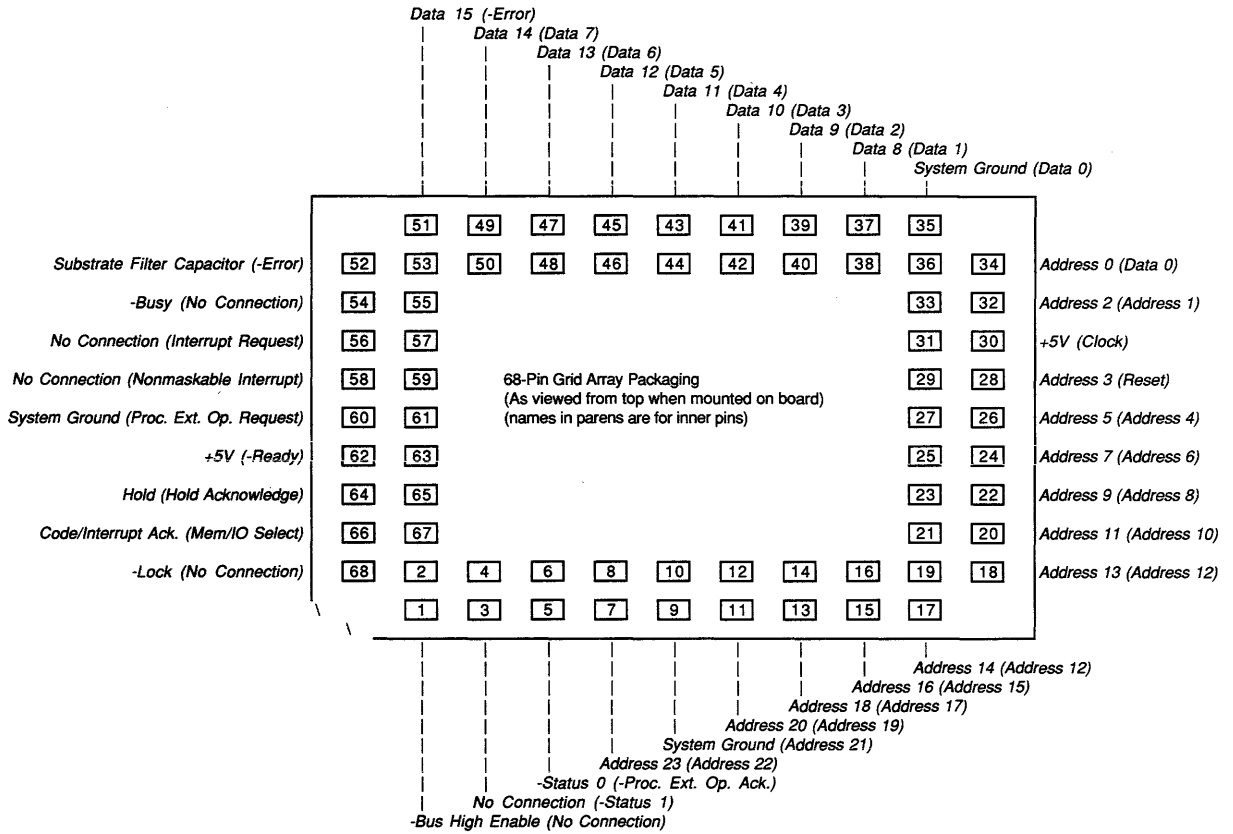 Data 15 (-Error)
Data 14 (Data 7)
Data 13 (Data 6)
Data 12 (Data 5)
Data 11 (Data 4)
Data 10 (Data 3)
Data 9 (Data 2)
Data 8 (Data 1)
System Ground (Data 0)
51 49 47 45 43 41 39 37 35
Substrate Filter Capacitor (-Error) 52 53 50 48 46 44 42 40 38 36 34 Address 0 (Data 0)
-Busy (No Connection) 54 55 33 32 Address 2 (Address 1)
No Connection (Interrupt Request) 56 57 31 30 +5V (Clock)
No Connection (Nonmaskable Interrupt) 58 59 68-Pin Grid Array Packaging 29 28 Address 3 (Reset)
(As viewed from top when mounted on board)
System Ground (Proc. Ext. Op. Request) 60 61 (names in parens are for inner pins) 27 26 Address 5 (Address 4)
+5V (-Ready) 62 63 25 24 Address 7 (Address 6)
Hold (Hold Acknowledge) 64 65 23 22 Address 9 (Address 8)
Code/Interrupt Ack. (Mem/IO Select) 66 67 21 20 Address 11 (Address 10)
-Lock (No Connection) 68 2 4 6 8 10 12 14 16 19 18 Address 13 (Address 12)
1 3 5 7 9 11 13 15 17
Address 14 (Address 12)
Address 16 (Address 15)
Address 18 (Address 17)
Address 20 (Address 19)
System Ground (Address 21)
Address 23 (Address 22)
-Status 0 (-Proc. Ext. Op. Ack.)
No Connection (-Status 1)
-Bus High Enable (No Connection)